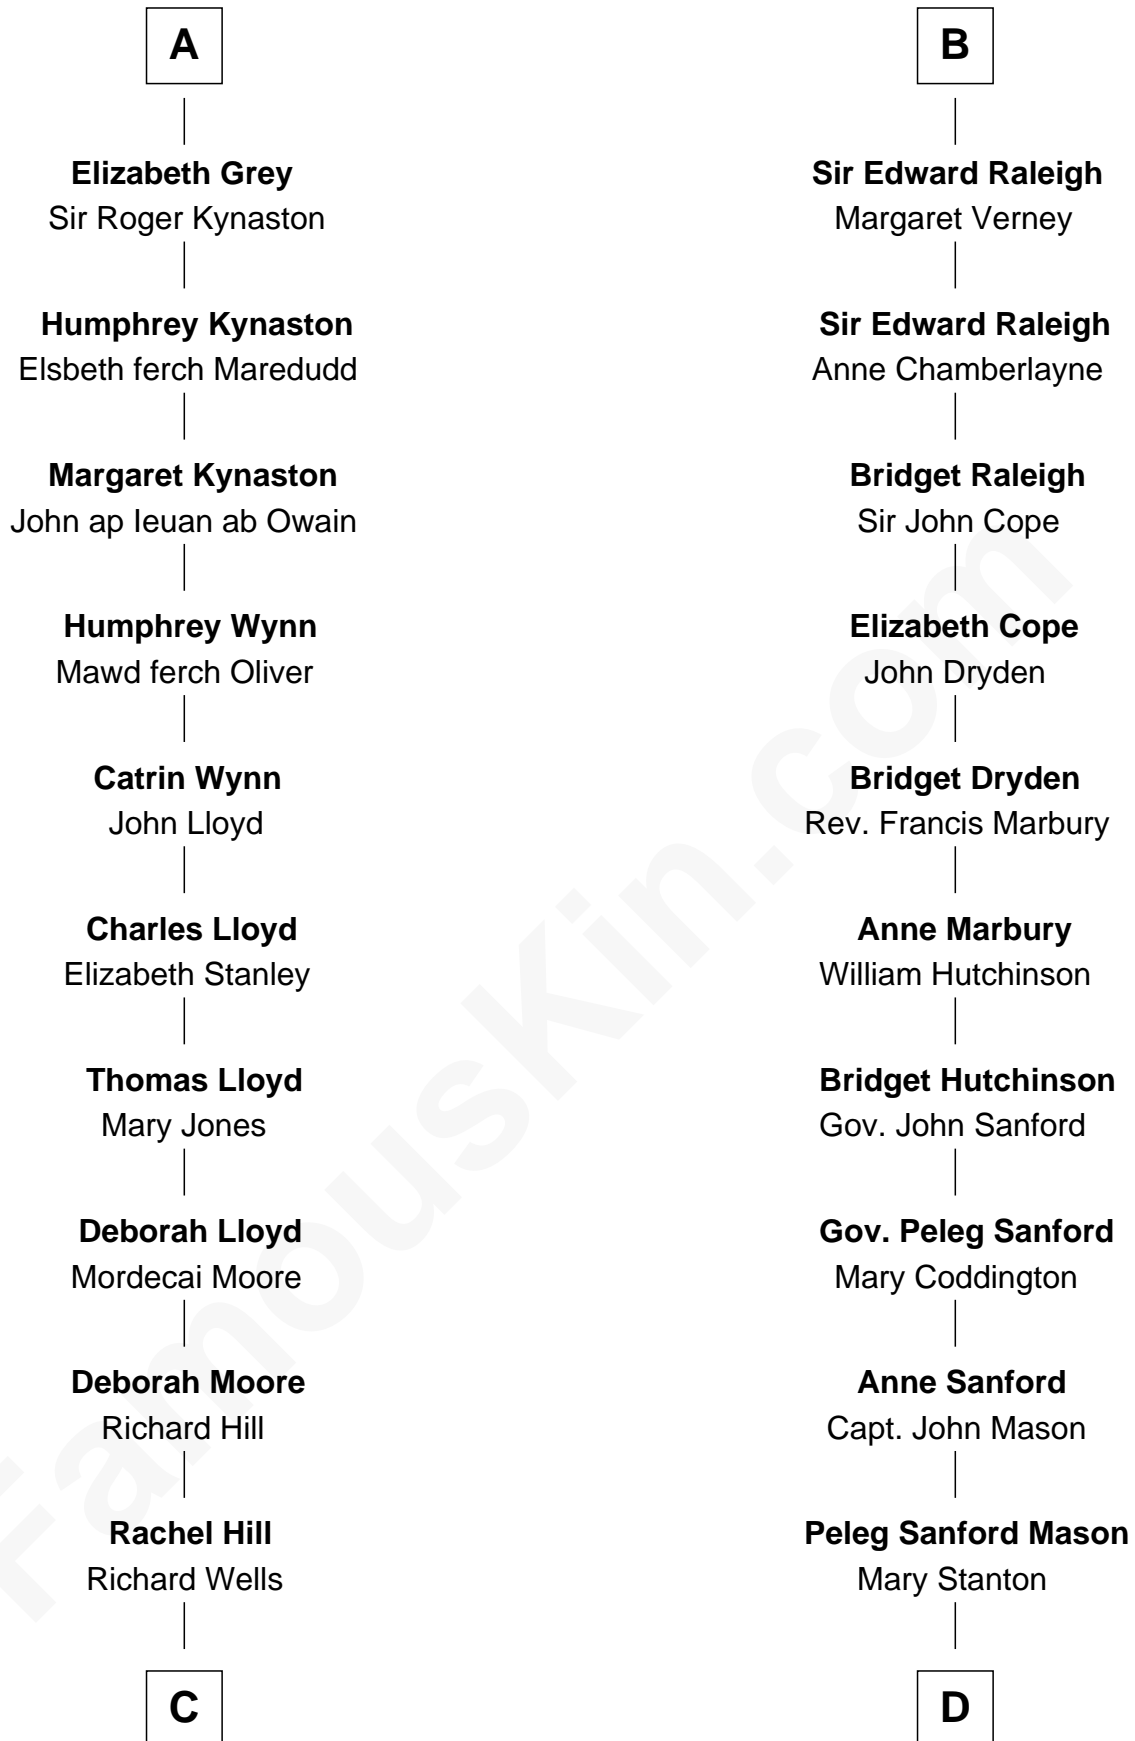 A
Elizabeth Grey
Sir Roger Kynaston
Humphrey Kynaston
Elsbeth ferch Maredudd
Margaret Kynaston
John ap Ieuan ab Owain
Humphrey Wynn
Mawd ferch Oliver
Catrin Wynn
John Lloyd
Charles Lloyd
Elizabeth Stanley
Thomas Lloyd
Mary Jones
Deborah Lloyd
Mordecai Moore
Deborah Moore
Richard Hill
Rachel Hill
Richard Wells
C
B
Sir Edward Raleigh
Margaret Verney
Sir Edward Raleigh
Anne Chamberlayne
Bridget Raleigh
Sir John Cope
Elizabeth Cope
John Dryden
Bridget Dryden
Rev. Francis Marbury
Anne Marbury
William Hutchinson
Bridget Hutchinson
Gov. John Sanford
Gov. Peleg Sanford
Mary Coddington
Anne Sanford
Capt. John Mason
Peleg Sanford Mason
Mary Stanton
D
FamousKin.com